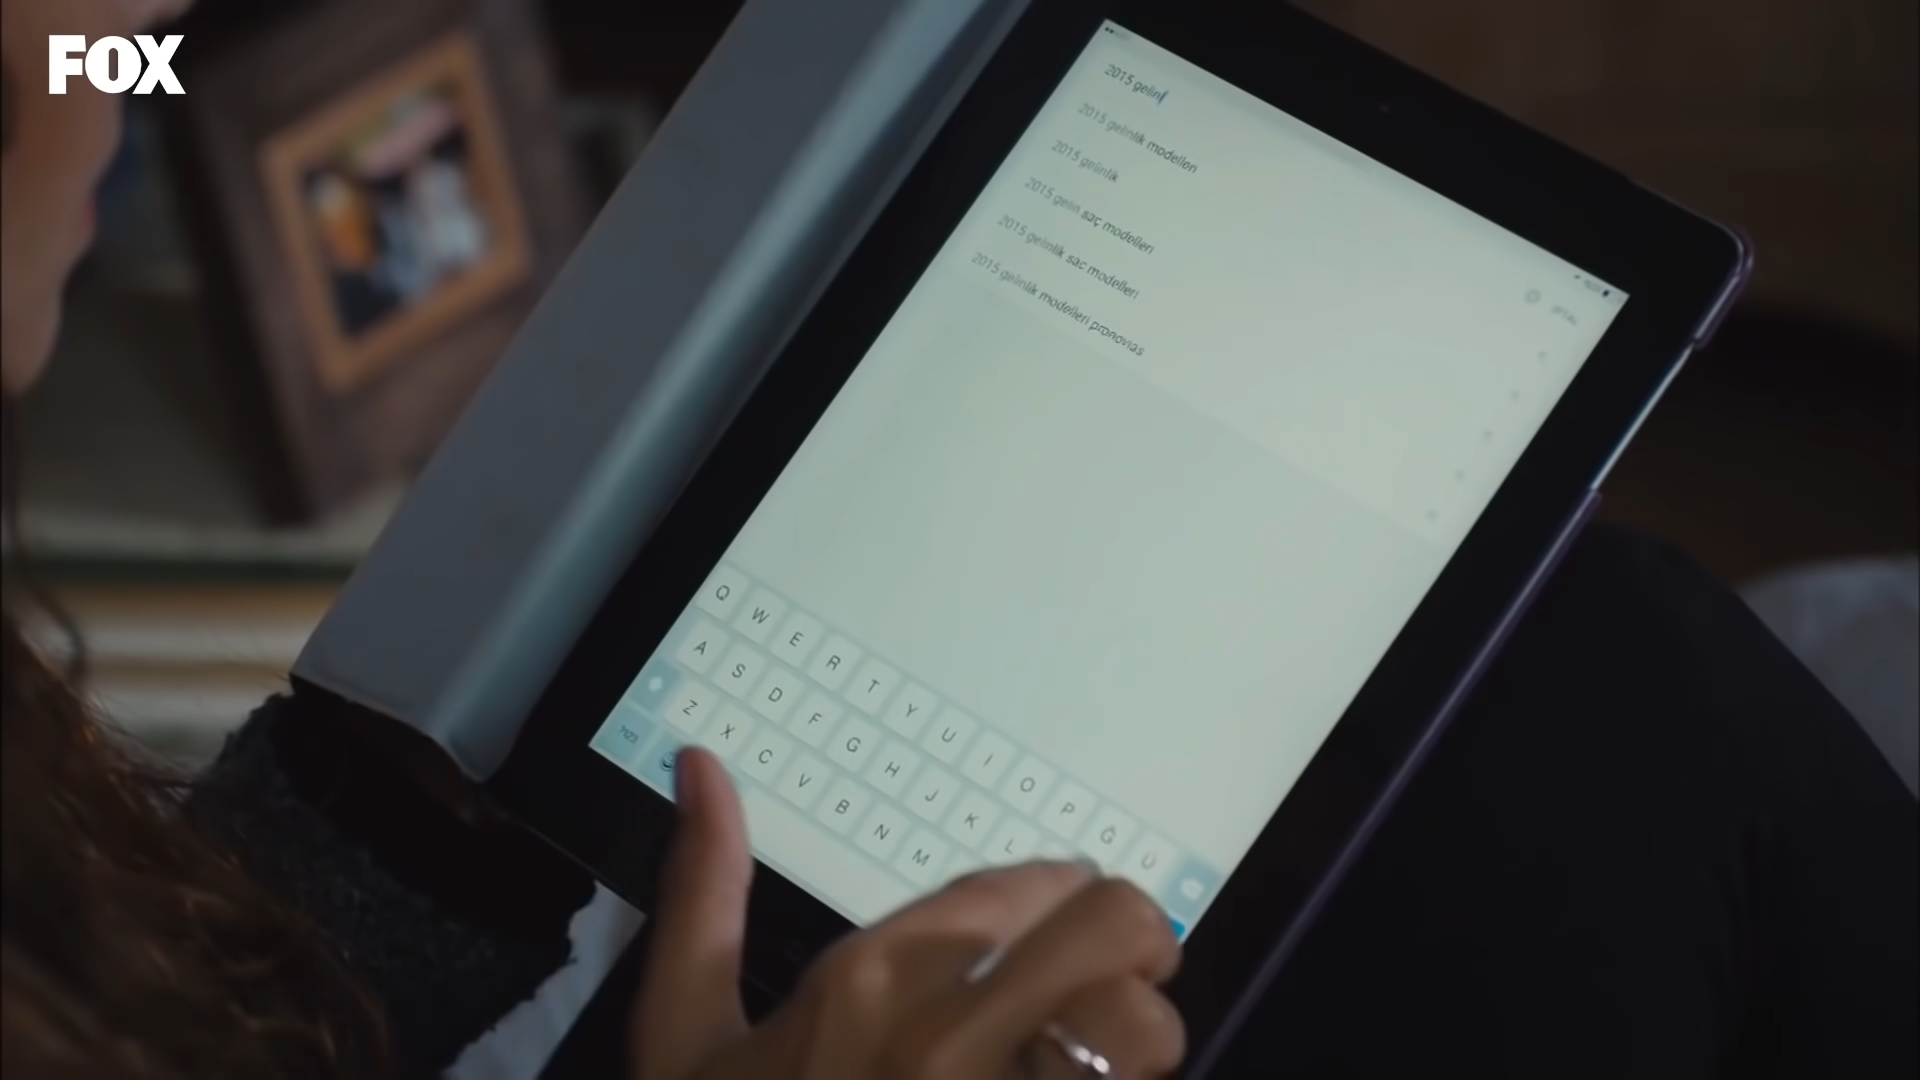 FOX
2015 gelin
2015 gelinlik modelleri
2015 gelinlik
2015 gelin saç modelleri
2015 gelinlik sac modelleri
2015 gelinlik modelleri pronovias
Q W E R T Y U I O P Ğ Ü
A S D F G H J K L
Z X C V B N M